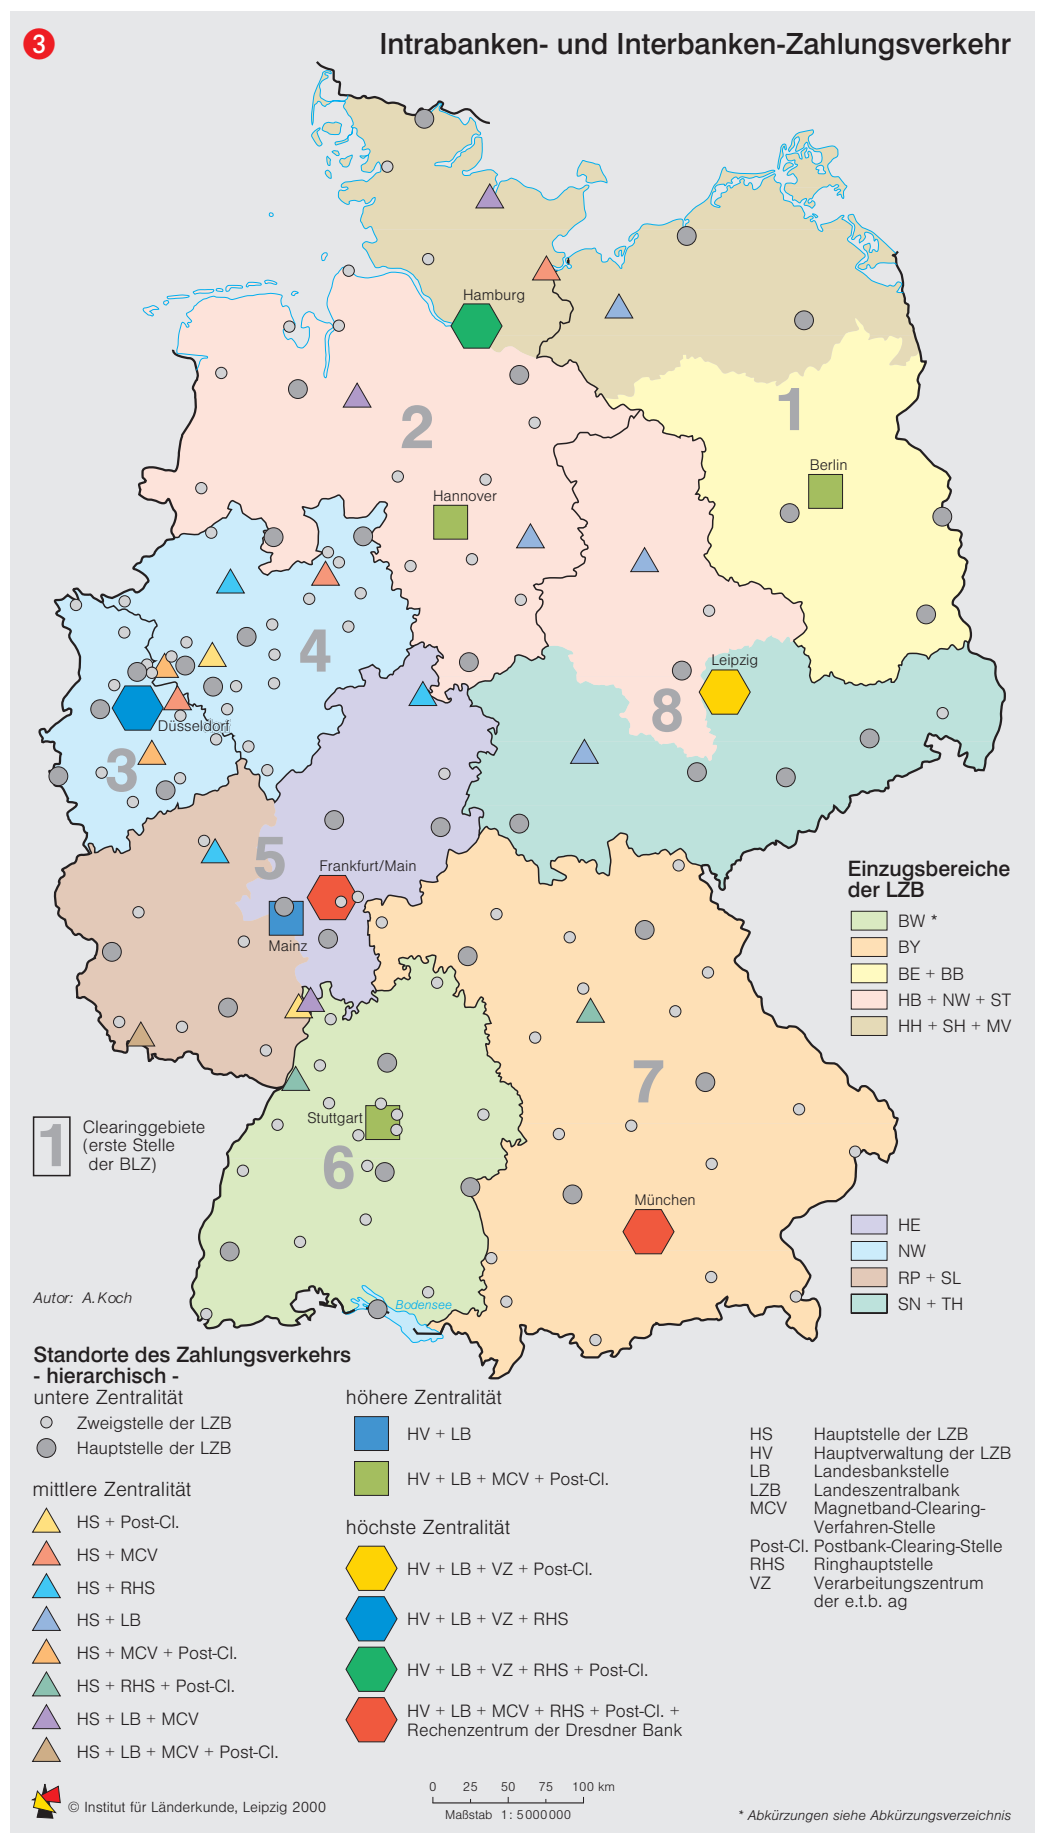 3
Intrabanken- und Interbanken-Zahlungsverkehr
Hamburg
1
2
Berlin
Hannover
4
Leipzig
8
Düsseldorf
3
5
Frankfurt/Main
Mainz
7
Stuttgart
6
München
Bodensee
Einzugsbereiche
der LZB
BW *
BY
BE + BB
HB + NW + ST
HH + SH + MV
HE
NW
RP + SL
SN + TH
1
Clearinggebiete
(erste Stelle
der BLZ)
Autor: A. Koch
Standorte des Zahlungsverkehrs
- hierarchisch -
untere Zentralität
Zweigstelle der LZB
Hauptstelle der LZB
mittlere Zentralität
HS + Post-Cl.
HS + MCV
HS + RHS
HS + LB
HS + MCV + Post-Cl.
HS + RHS + Post-Cl.
HS + LB + MCV
HS + LB + MCV + Post-Cl.
höhere Zentralität
HV + LB
HV + LB + MCV + Post-Cl.
höchste Zentralität
HV + LB + VZ + Post-Cl.
HV + LB + VZ + RHS
HV + LB + VZ + RHS + Post-Cl.
HV + LB + MCV + RHS + Post-Cl. +
Rechenzentrum der Dresdner Bank
HS Hauptstelle der LZB
HV Hauptverwaltung der LZB
LB Landesbankstelle
LZB Landeszentralbank
MCV Magnetband-Clearing-
Verfahren-Stelle
Post-Cl. Postbank-Clearing-Stelle
RHS Ringhauptstelle
VZ Verarbeitungszentrum
der e.t.b. ag
© Institut für Länderkunde, Leipzig 2000
0 25 50 75 100 km
Maßstab 1 : 5000000
* Abkürzungen siehe Abkürzungsverzeichnis